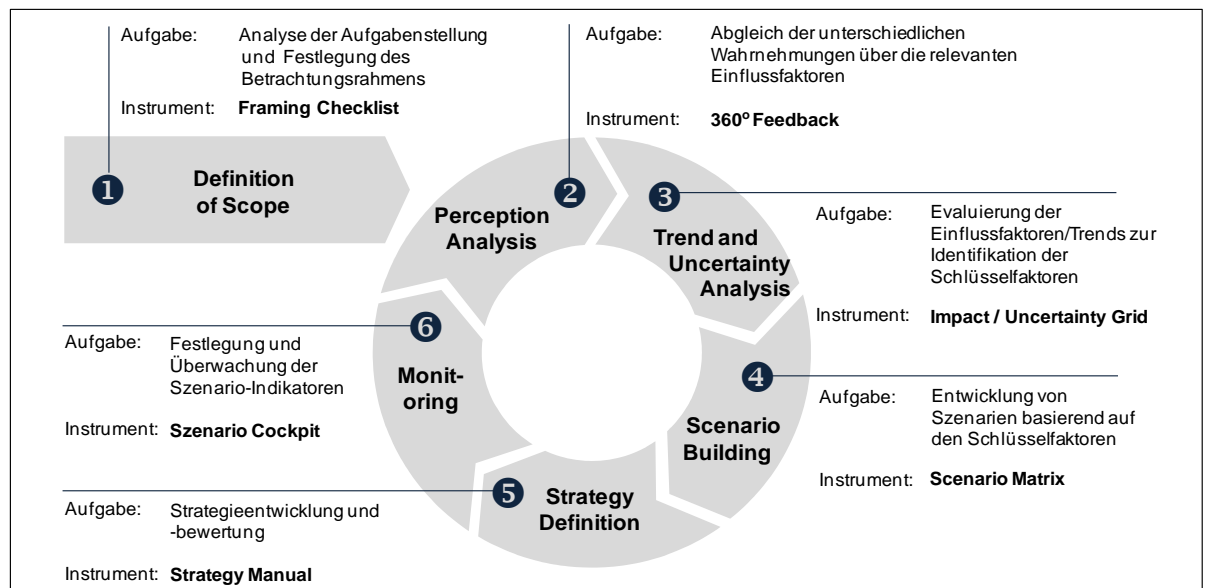 Aufgabe: Analyse der Aufgabenstellung
und Festlegung des
Betrachtungsrahmens
Instrument: Framing Checklist
1
Definition
of Scope
Aufgabe: Abgleich der unterschiedlichen
Wahrnehmungen über die relevanten
Einflussfaktoren
Instrument: 360° Feedback
2
Perception
Analysis
3
Trend and
Uncertainty
Analysis
Aufgabe: Evaluierung der
Einflussfaktoren/Trends zur
Identifikation der
Schlüsselfaktoren
Instrument: Impact / Uncertainty Grid
4
Scenario
Building
Aufgabe: Entwicklung von
Szenarien basierend auf
den Schlüsselfaktoren
Instrument: Scenario Matrix
5
Strategy
Definition
Aufgabe: Strategieentwicklung und
-bewertung
Instrument: Strategy Manual
6
Monit-
oring
Aufgabe: Festlegung und
Überwachung der
Szenario-Indikatoren
Instrument: Szenario Cockpit